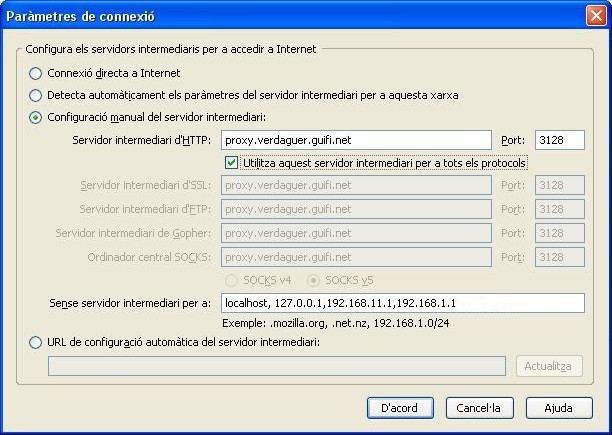 Paràmetres de connexió
Configura els servidors intermediaris per a accedir a Internet
Connexió directa a Internet
Detecta automàticament els paràmetres del servidor intermediari per a aquesta xarxa
Configuració manual del servidor intermediari:
Servidor intermediari d'HTTP: proxy.verdaguer.guifi.net Port: 3128
Utilitza aquest servidor intermediari per a tots els protocols
Servidor intermediari d'SSL: proxy.verdaguer.guifi.net Port: 3128
Servidor intermediari d'FTP: proxy.verdaguer.guifi.net Port: 3128
Servidor intermediari de Gopher: proxy.verdaguer.guifi.net Port: 3128
Ordinador central SOCKS: proxy.verdaguer.guifi.net Port: 3128
SOCKS v4 SOCKS v5
Sense servidor intermediari per a: localhost, 127.0.0.1,192.168.11.1,192.168.1.1
Exemple: .mozilla.org, .net.nz, 192.168.1.0/24
URL de configuració automàtica del servidor intermediari:
Actualitza
D'acord Cancel·la Ajuda